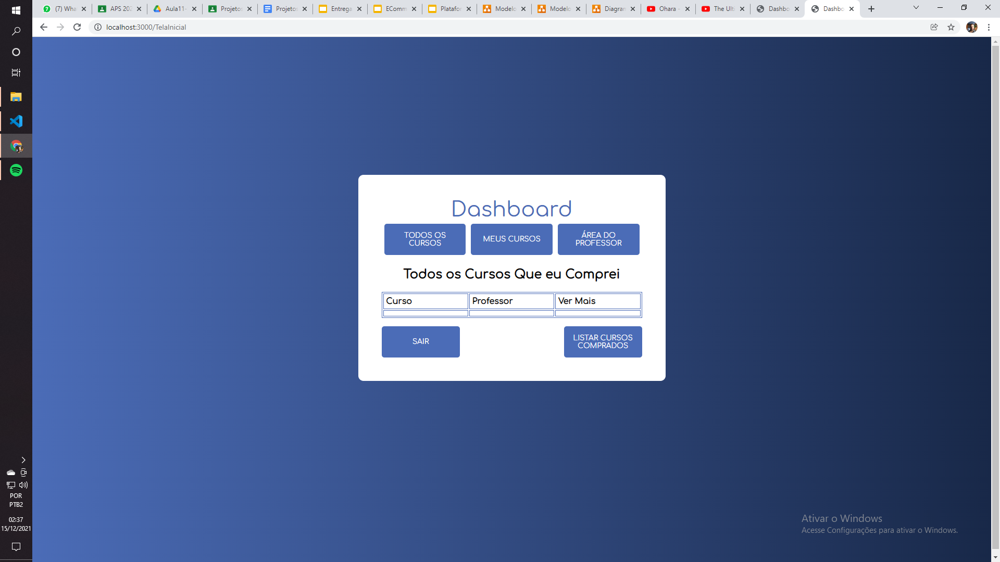 (7) Wha
APS 202
Aula11-
Projetos
Projetos
Entrega
EComm
Platafor
Modelo
Modelo
Diagran
Ohara -
The Ulti
Dashbo
Dashbo
localhost:3000/TelaInicial
Dashboard
TODOS OS
CURSOS
MEUS CURSOS
ÁREA DO
PROFESSOR
Todos os Cursos Que eu Comprei
Curso
Professor
Ver Mais
SAIR
LISTAR CURSOS
COMPRADOS
POR
PTB2
02:37
15/12/2021
Ativar o Windows
Acesse Configurações para ativar o Windows.